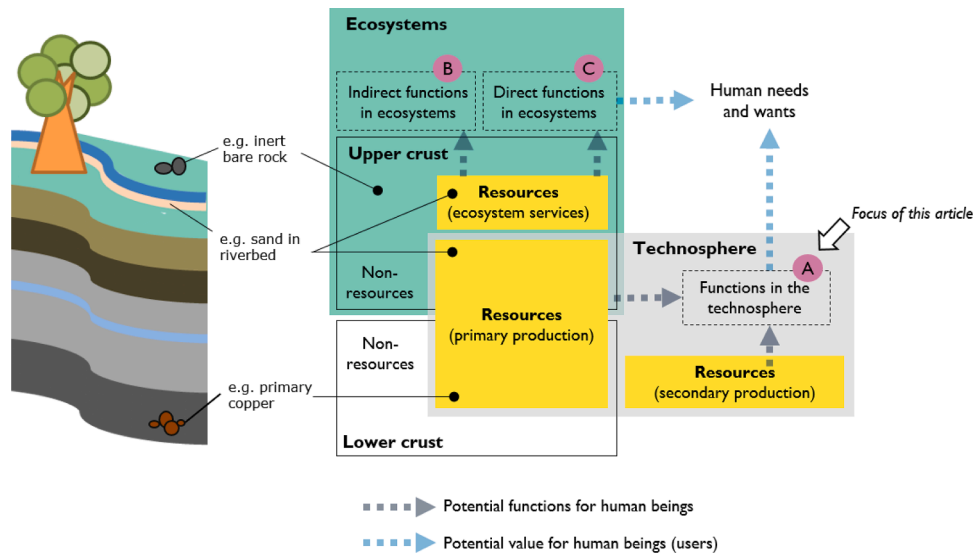 Ecosystems
B
C
Indirect functions
in ecosystems
Direct functions
in ecosystems
Human needs
and wants
e.g. inert
bare rock
Upper crust
Resources
(ecosystem services)
Focus of this article
e.g. sand in
riverbed
Technosphere
A
Non-
resources
Functions in the
technosphere
Resources
(primary production)
Non-
resources
Resources
(secondary production)
e.g. primary
copper
Lower crust
Potential functions for human beings
Potential value for human beings (users)